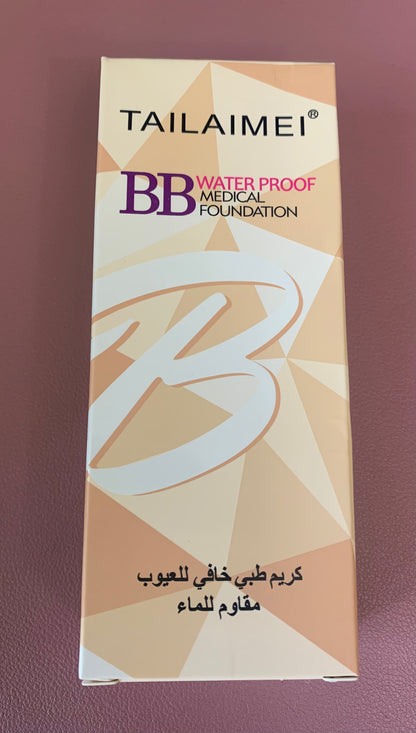 TAILAIMEI®
BB WATER PROOF
MEDICAL
FOUNDATION
B
كريم طبي خافي للعيوب
مقاوم للماء